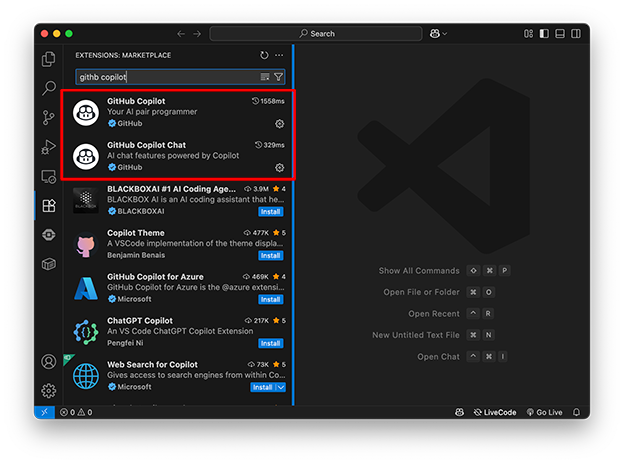 Search
EXTENSIONS: MARKETPLACE
githb copilot
GitHub Copilot 1558ms
Your AI pair programmer
GitHub
GitHub Copilot Chat 329ms
AI chat features powered by Copilot
GitHub
BLACKBOXAI #1 AI Coding Age... 3.9M 4
BLACKBOX AI is an AI coding assistant that he...
BLACKBOXAI Install
Copilot Theme 477K 5
A VSCode implementation of the theme displa...
Benjamin Benais Install
GitHub Copilot for Azure 469K 4
GitHub Copilot for Azure is the @azure extensi...
Microsoft Install
ChatGPT Copilot 217K 5
An VS Code ChatGPT Copilot Extension
Pengfei Ni Install
Web Search for Copilot 73K 5
Gives access to search engines from within Co...
Microsoft Install
Show All Commands ⇧ ⌘ P
Open File or Folder ⌘ O
Open Recent ⌃ R
New Untitled Text File ⌘ N
Open Chat ⌃ ⌘ I
0 0 LiveCode Go Live